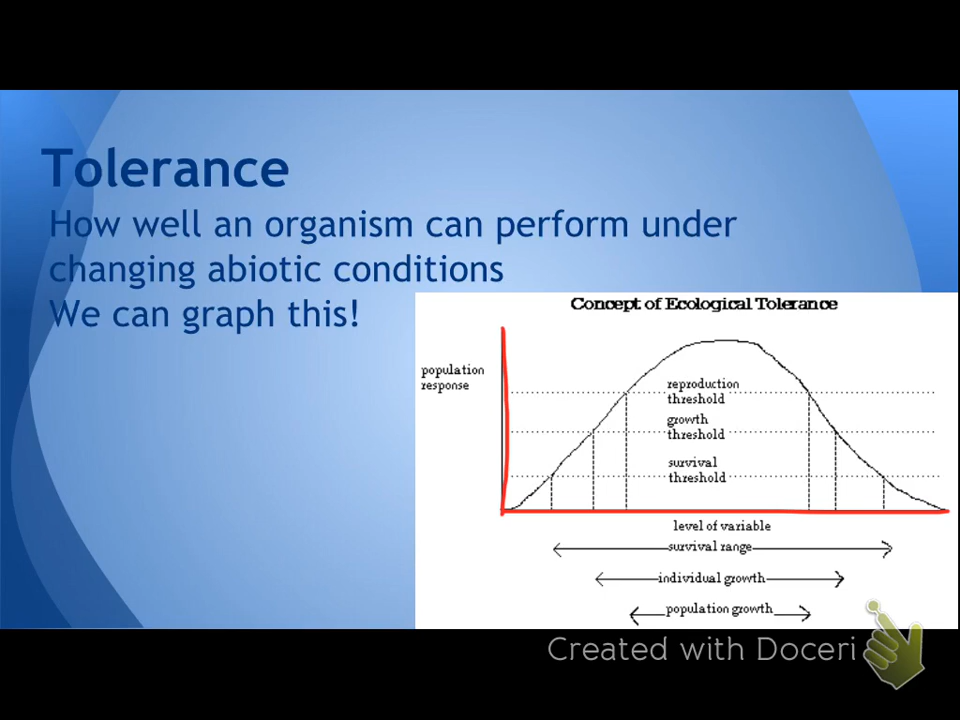 Tolerance
How well an organism can perform under
changing abiotic conditions
We can graph this!
Concept of Ecological Tolerance
population
response
reproduction
threshold
growth
threshold
survival
threshold
level of variable
survival range
individual growth
population growth
Created with Doceri